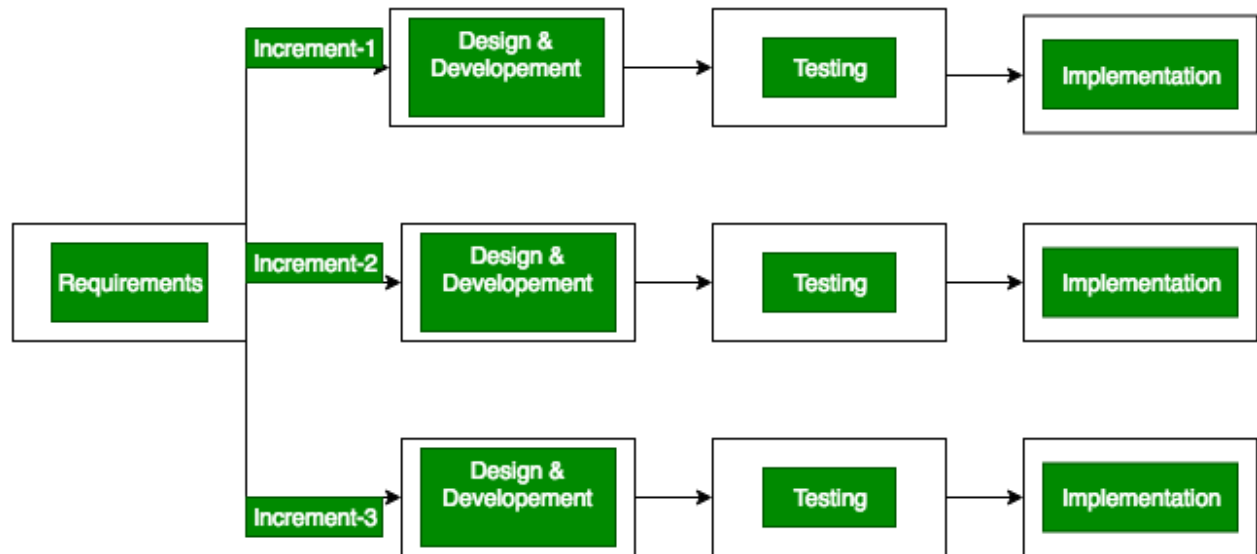 Increment-1
Design &
Developement
Testing
Implementation
Requirements
Increment-2
Design &
Developement
Testing
Implementation
Increment-3
Design &
Developement
Testing
Implementation